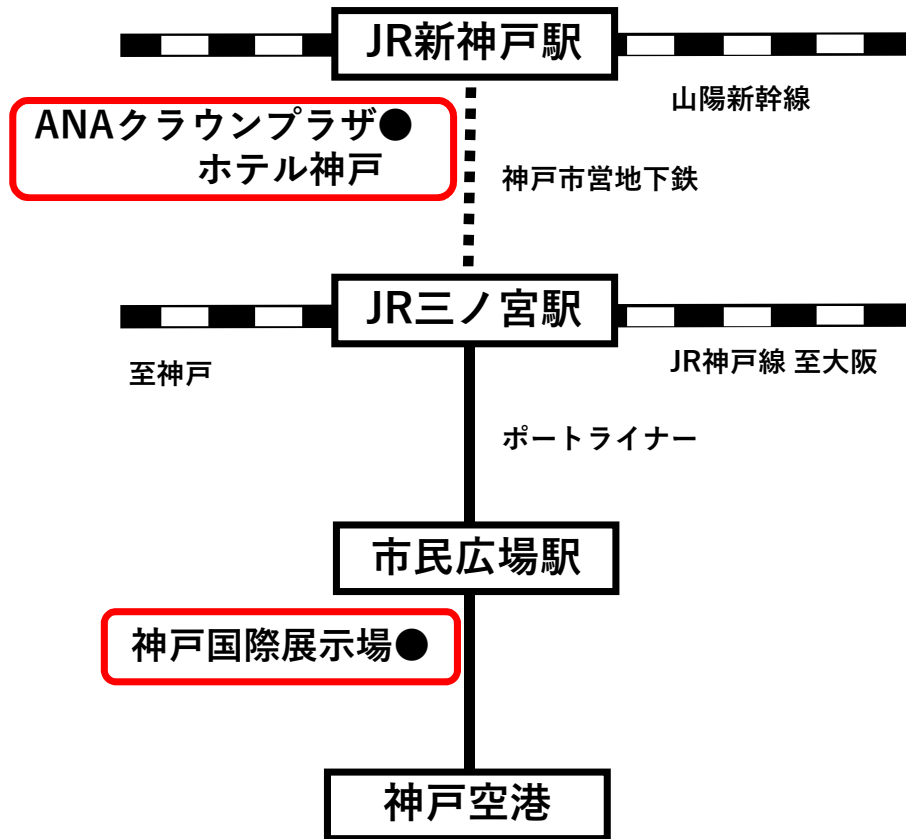 JR新神戸駅
山陽新幹線
ANAクラウンプラザ●
ホテル神戸
神戸市営地下鉄
JR三ノ宮駅
至神戸
JR神戸線 至大阪
ポートライナー
市民広場駅
神戸国際展示場●
神戸空港